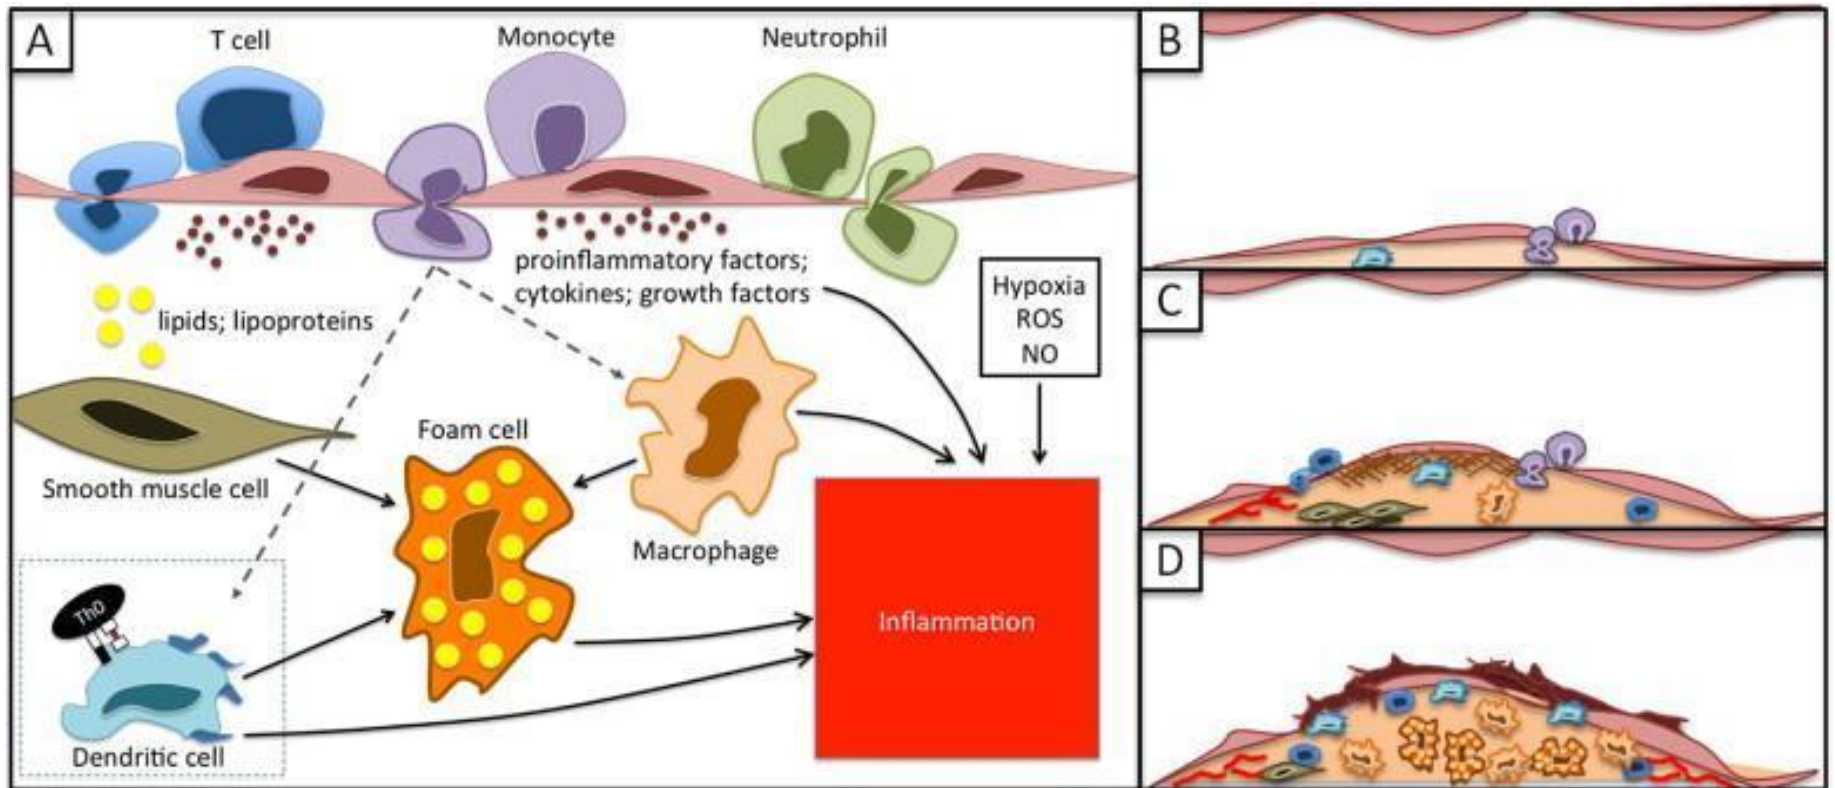 A
T cell
Monocyte
Neutrophil
proinflammatory factors;
cytokines; growth factors
Hypoxia
ROS
NO
lipids; lipoproteins
Smooth muscle cell
Foam cell
Macrophage
Th0
Dendritic cell
Inflammation
B
C
D